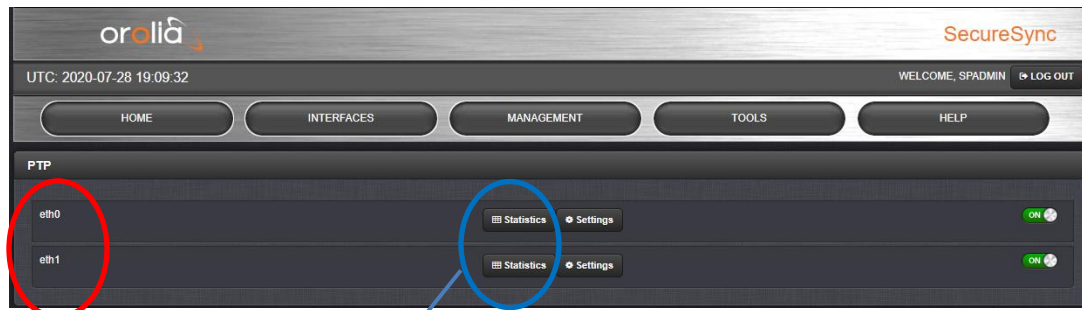 orolia
SecureSync
UTC: 2020-07-28 19:09:32
WELCOME, SPADMIN LOG OUT
HOME INTERFACES MANAGEMENT TOOLS HELP
PTP
eth0 Statistics Settings ON
eth1 Statistics Settings ON